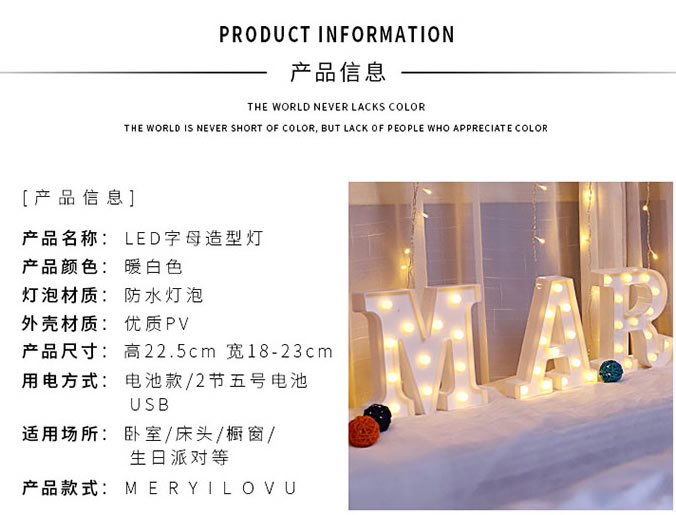 PRODUCT INFORMATION
产品信息
THE WORLD NEVER LACKS COLOR
THE WORLD IS NEVER SHORT OF COLOR, BUT LACK OF PEOPLE WHO APPRECIATE COLOR
[产品信息]
产品名称： LED字母造型灯
产品颜色： 暖白色
灯泡材质： 防水灯泡
外壳材质： 优质PV
产品尺寸： 高22.5cm 宽18-23cm
用电方式： 电池款/2节五号电池
USB
适用场所： 卧室/床头/橱窗/
生日派对等
产品款式： MERYILOVU
MAR